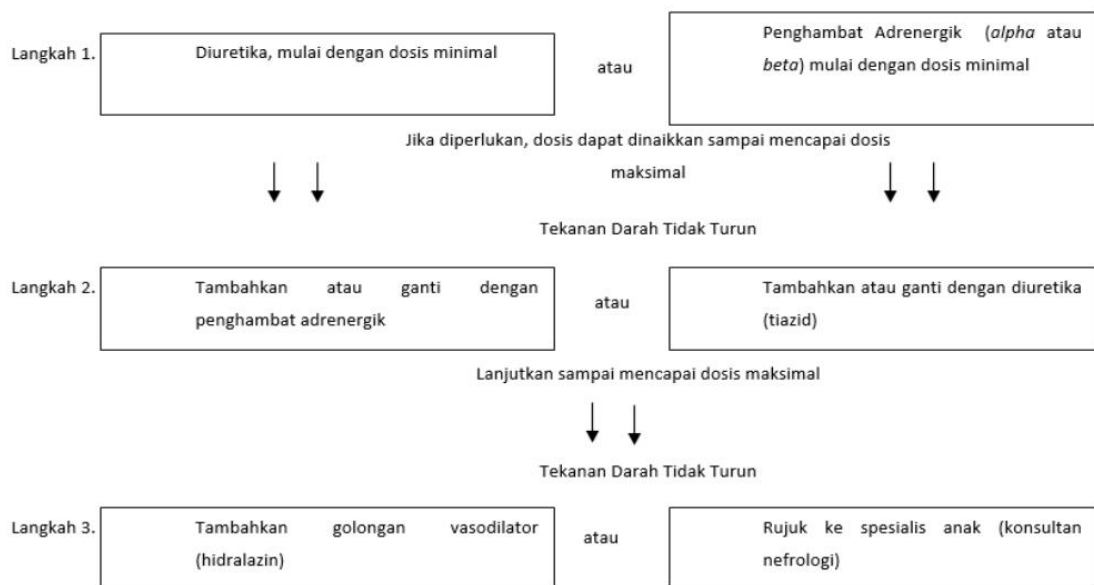 Langkah 1.
Diuretika, mulai dengan dosis minimal
atau
Penghambat Adrenergik (alpha atau
beta) mulai dengan dosis minimal
Jika diperlukan, dosis dapat dinaikkan sampai mencapai dosis
maksimal
Tekanan Darah Tidak Turun
Langkah 2.
Tambahkan atau ganti dengan
penghambat adrenergik
atau
Tambahkan atau ganti dengan diuretika
(tiazid)
Lanjutkan sampai mencapai dosis maksimal
Tekanan Darah Tidak Turun
Langkah 3.
Tambahkan golongan vasodilator
(hidralazin)
atau
Rujuk ke spesialis anak (konsultan
nefrologi)